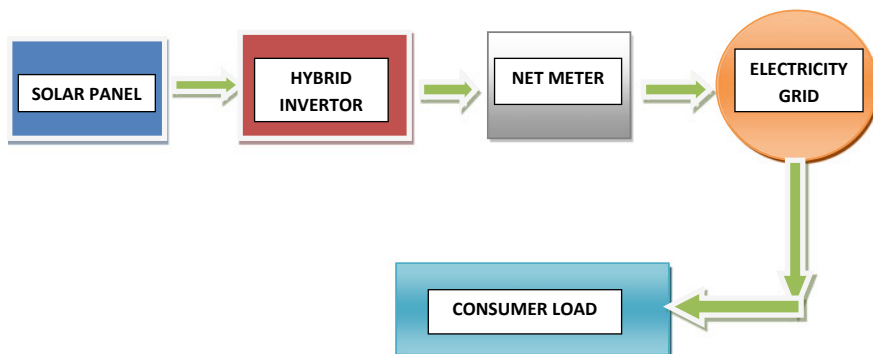 SOLAR PANEL
HYBRID
INVERTOR
NET METER
ELECTRICITY
GRID
CONSUMER LOAD